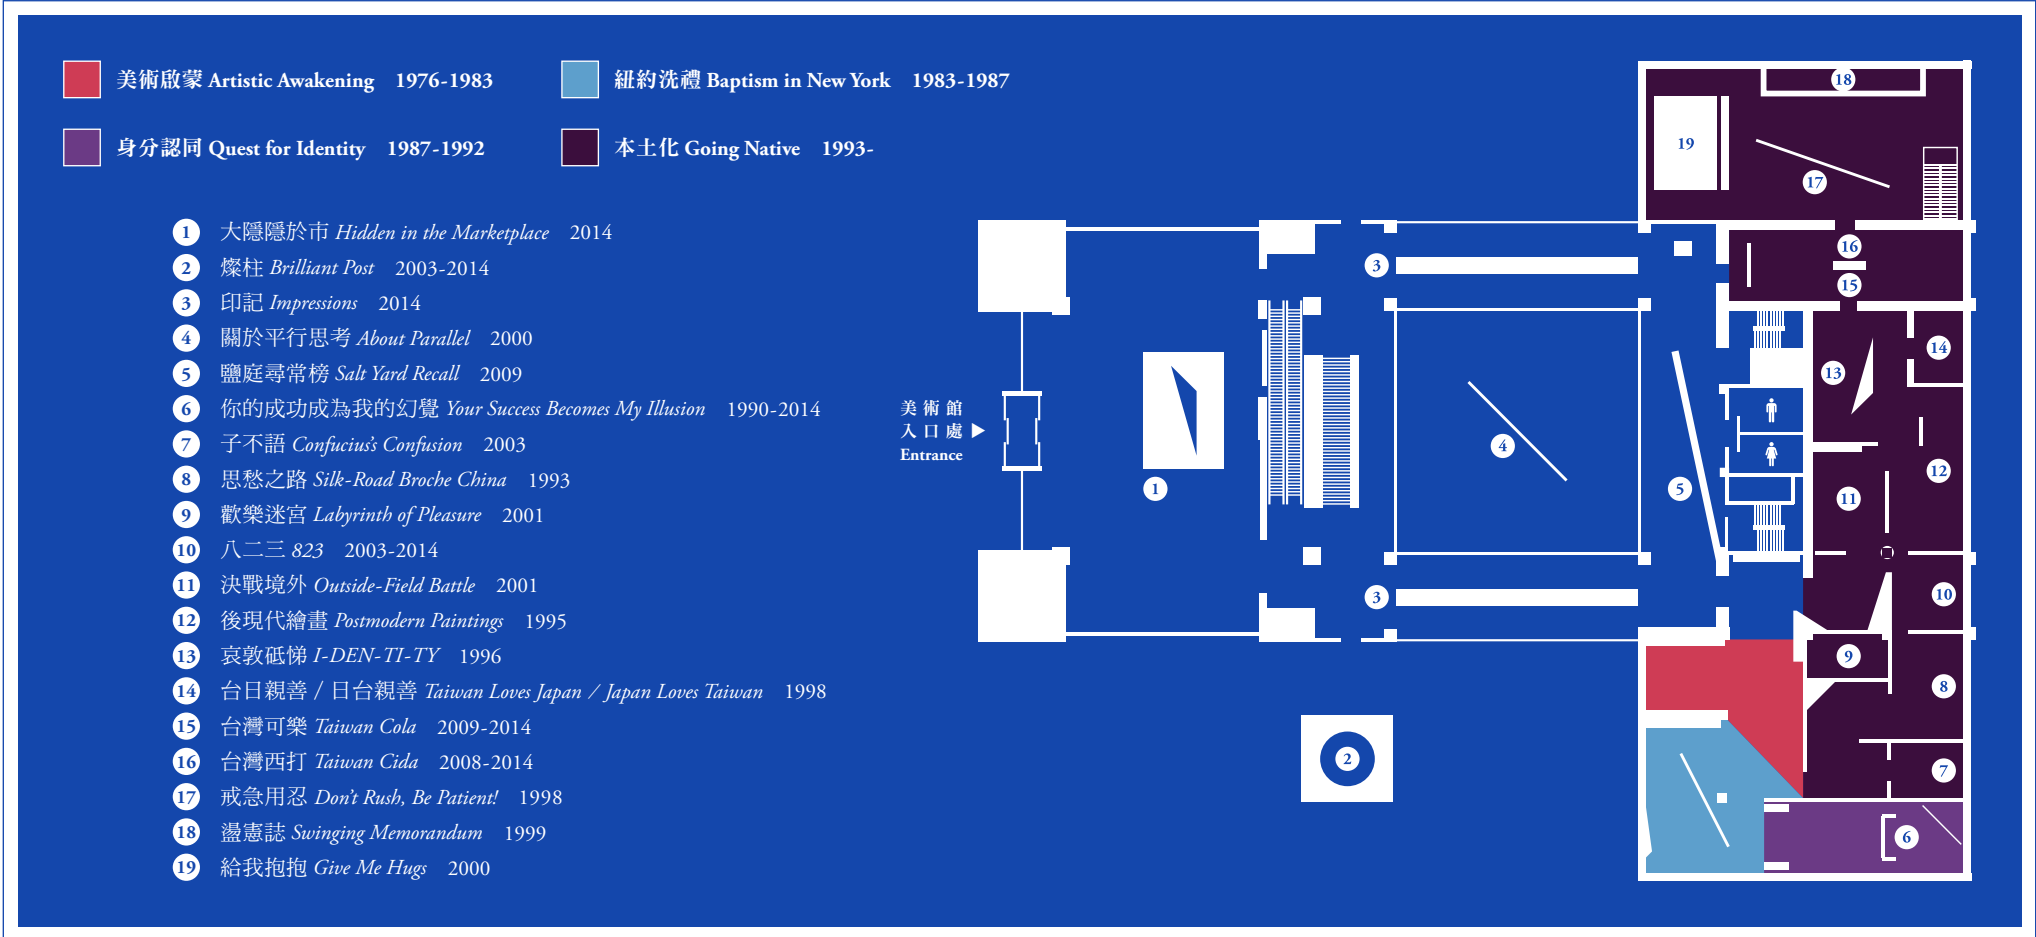 美術啟蒙 Artistic Awakening 1976-1983
紐約洗禮 Baptism in New York 1983-1987
身分認同 Quest for Identity 1987-1992
本土化 Going Native 1993-
1 大隱隱於市 Hidden in the Marketplace 2014
2 燦柱 Brilliant Post 2003-2014
3 印記 Impressions 2014
4 關於平行思考 About Parallel 2000
5 鹽庭尋常榜 Salt Yard Recall 2009
6 你的成功成為我的幻覺 Your Success Becomes My Illusion 1990-2014
7 子不語 Confucius's Confusion 2003
8 思愁之路 Silk-Road Broche China 1993
9 歡樂迷宮 Labyrinth of Pleasure 2001
10 八二三 823 2003-2014
11 決戰境外 Outside-Field Battle 2001
12 後現代繪畫 Postmodern Paintings 1995
13 哀敦砥悌 I-DEN-TI-TY 1996
14 台日親善 / 日台親善 Taiwan Loves Japan / Japan Loves Taiwan 1998
15 台灣可樂 Taiwan Cola 2009-2014
16 台灣西打 Taiwan Cida 2008-2014
17 戒急用忍 Don't Rush, Be Patient! 1998
18 盪憲誌 Swinging Memorandum 1999
19 給我抱抱 Give Me Hugs 2000
美術館
入口處
Entrance
18
19
17
16
3
15
14
13
4
12
5
1
11
3
10
9
8
2
7
6